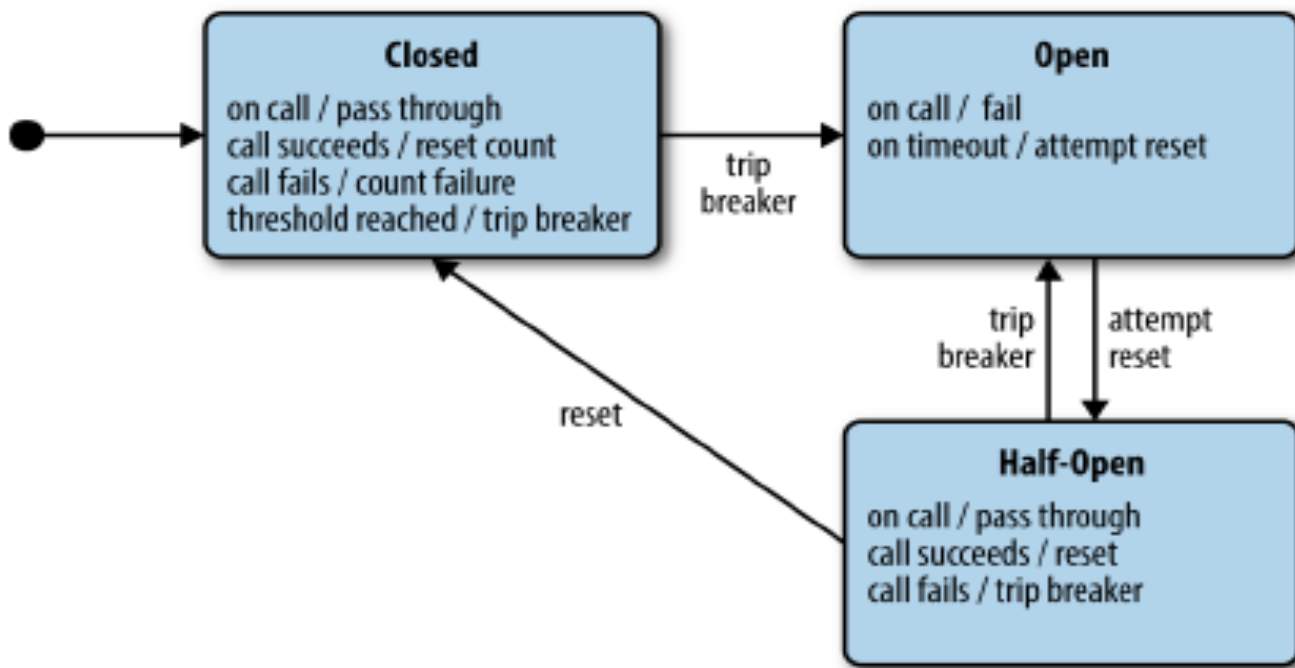 Closed
on call / pass through
call succeeds / reset count
call fails / count failure
threshold reached / trip breaker
trip
breaker
Open
on call / fail
on timeout / attempt reset
trip
breaker
attempt
reset
reset
Half-Open
on call / pass through
call succeeds / reset
call fails / trip breaker